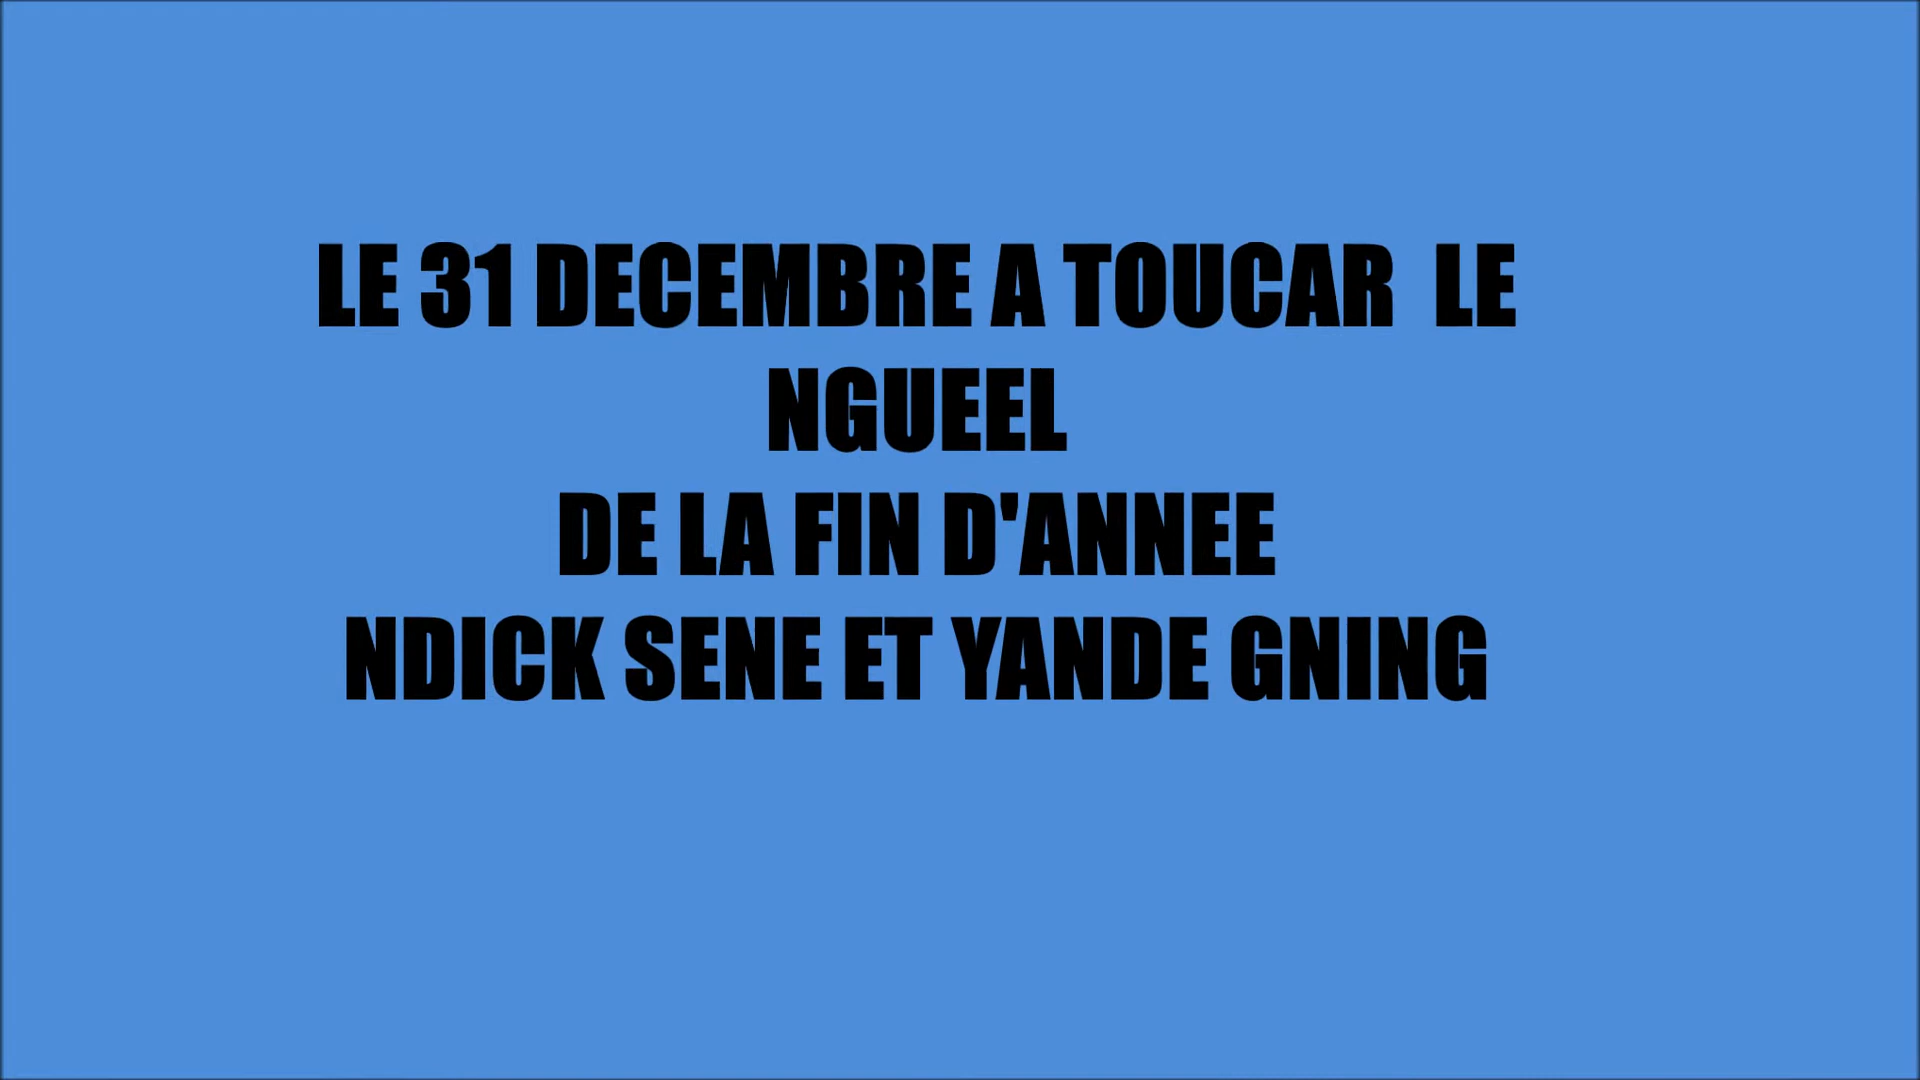 LE 31 DECEMBRE A TOUCAR  LE
NGUEEL
DE LA FIN D'ANNEE
NDICK SENE ET YANDE GNING